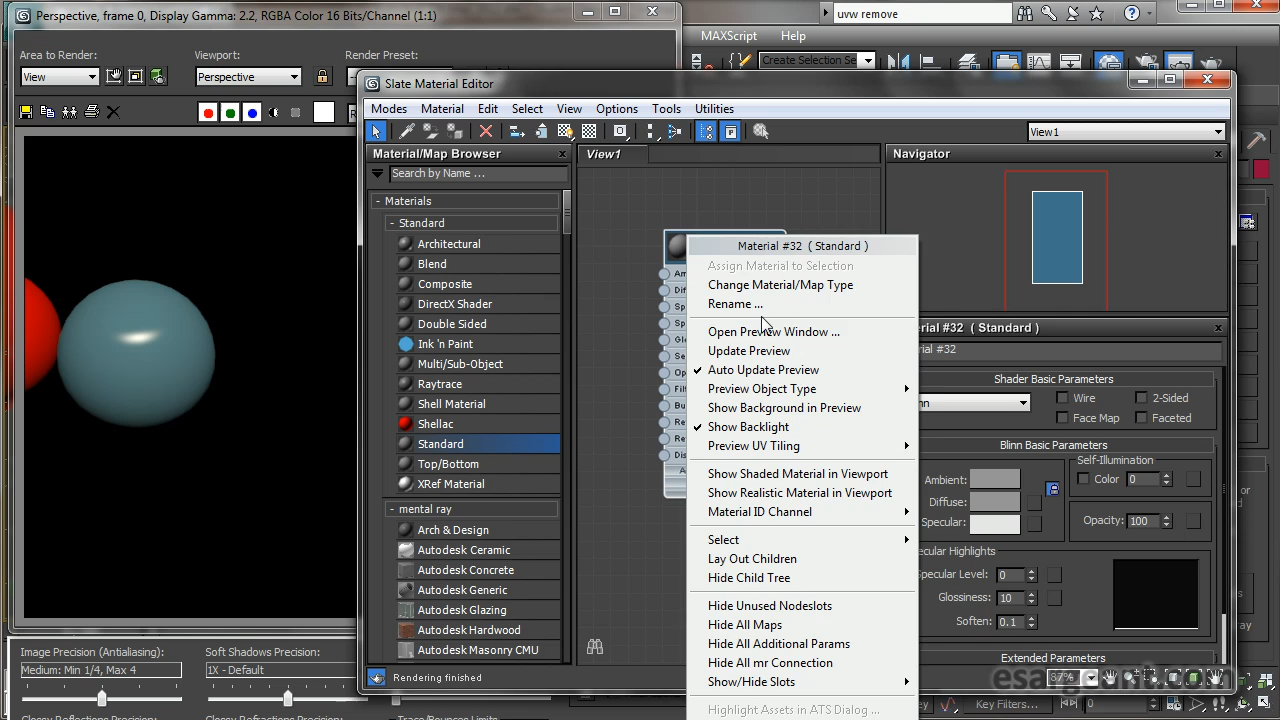 Perspective, frame 0, Display Gamma: 2.2, RGBA Color 16 Bits/Channel (1:1)
uvw remove
MAXScript Help
Area to Render: Viewport: Render Preset:
View Perspective
Create Selection Se
Slate Material Editor
Modes Material Edit Select View Options Tools Utilities
View1
Material/Map Browser
View1
Navigator
Search by Name ...
- Materials
- Standard
Architectural
Blend
Composite
DirectX Shader
Double Sided
Ink 'n Paint
Multi/Sub-Object
Raytrace
Shell Material
Shellac
Standard
Top/Bottom
XRef Material
- mental ray
Arch & Design
Autodesk Ceramic
Autodesk Concrete
Autodesk Generic
Autodesk Glazing
Autodesk Hardwood
Autodesk Masonry CMU
Rendering finished
Material #32 ( Standard )
Assign Material to Selection
Change Material/Map Type
Rename ...
Open Preview Window ...
Update Preview
Auto Update Preview
Preview Object Type
Show Background in Preview
Show Backlight
Preview UV Tiling
Show Shaded Material in Viewport
Show Realistic Material in Viewport
Material ID Channel
Select
Lay Out Children
Hide Child Tree
Hide Unused Nodeslots
Hide All Maps
Hide All Additional Params
Hide All mr Connection
Show/Hide Slots
Highlight Assets in ATS Dialog ...
erial #32 ( Standard )
rial #32
Shader Basic Parameters
Wire 2-Sided
Face Map Faceted
Blinn Basic Parameters
Self-Illumination
Ambient: Color 0
Diffuse:
Specular: Opacity: 100
ecular Highlights
Specular Level: 0
Glossiness: 10
Soften: 0.1
Extended Parameters
87%
Image Precision (Antialiasing): Soft Shadows Precision:
Medium: Min 1/4, Max 4 1X - Default
Key Filters...